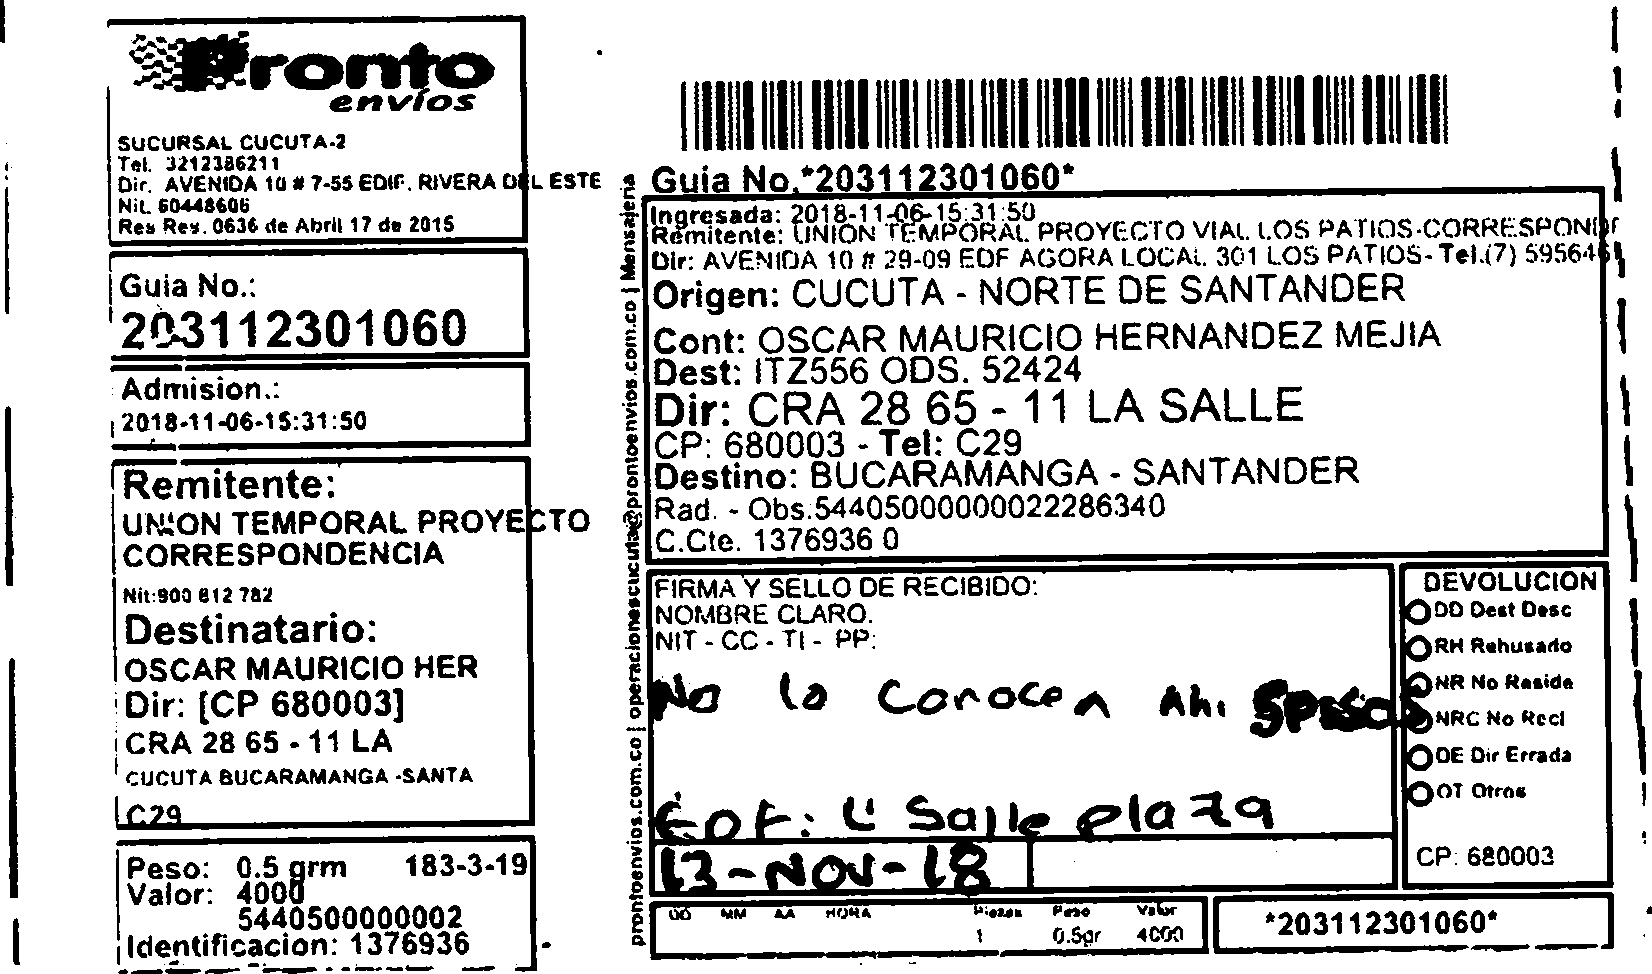 Pronto
envíos
SUCURSAL CUCUTA-2
Tel. 3212386211
Dir. AVENIDA 10 # 7-55 EDIF. RIVERA DEL ESTE
Nit. 60448606
Res Rev. 0636 de Abril 17 de 2015
Guia No.:
203112301060
Admision.:
2018-11-06-15:31:50
Remitente:
UNION TEMPORAL PROYECTO
CORRESPONDENCIA
Nit:900 812 782
Destinatario:
OSCAR MAURICIO HER
Dir: [CP 680003]
CRA 28 65 - 11 LA
CUCUTA BUCARAMANGA -SANTA
C29
Peso: 0.5 grm 183-3-19
Valor: 4000
5440500000002
Identificacion: 1376936
prontoenvios.com.co | operacionescucuta@prontoenvios.com.co | Mensajeria
Guia No.*203112301060*
Ingresada: 2018-11-06-15:31:50
Remitente: UNION TEMPORAL PROYECTO VIAL LOS PATIOS-CORRESPOND
Dir: AVENIDA 10 # 29-09 EDF AGORA LOCAL 301 LOS PATIOS- Tel.(7) 595646
Origen: CUCUTA - NORTE DE SANTANDER
Cont: OSCAR MAURICIO HERNANDEZ MEJIA
Dest: ITZ556 ODS. 52424
Dir: CRA 28 65 - 11 LA SALLE
CP: 680003 - Tel: C29
Destino: BUCARAMANGA - SANTANDER
Rad. - Obs.544050000000022286340
C.Cte. 1376936 0
FIRMA Y SELLO DE RECIBIDO:
NOMBRE CLARO.
NIT - CC - TI - PP:
No lo conocen Ahi
Edf: La Salle plaza
13-NOV-18
DD MM AA HORA Piezas Peso Valor
1 0.5gr 4000
DEVOLUCION
DD Dest Desc
RH Rehusado
NR No Reside
NRC No Recl
DE Dir Errada
OT Otros
CP: 680003
*203112301060*